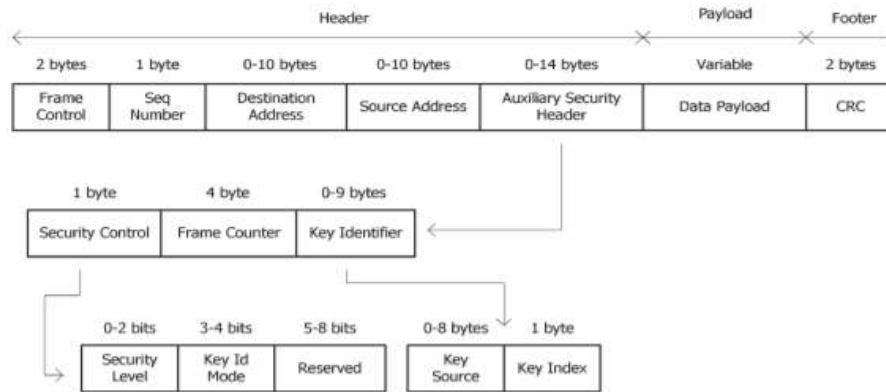 Header
Payload
Footer
2 bytes
1 byte
0-10 bytes
0-10 bytes
0-14 bytes
Variable
2 bytes
Frame
Control
Seq
Number
Destination
Address
Source Address
Auxiliary Security
Header
Data Payload
CRC
1 byte
4 byte
0-9 bytes
Security Control
Frame Counter
Key Identifier
0-2 bits
3-4 bits
5-8 bits
0-8 bytes
1 byte
Security
Level
Key Id
Mode
Reserved
Key
Source
Key Index